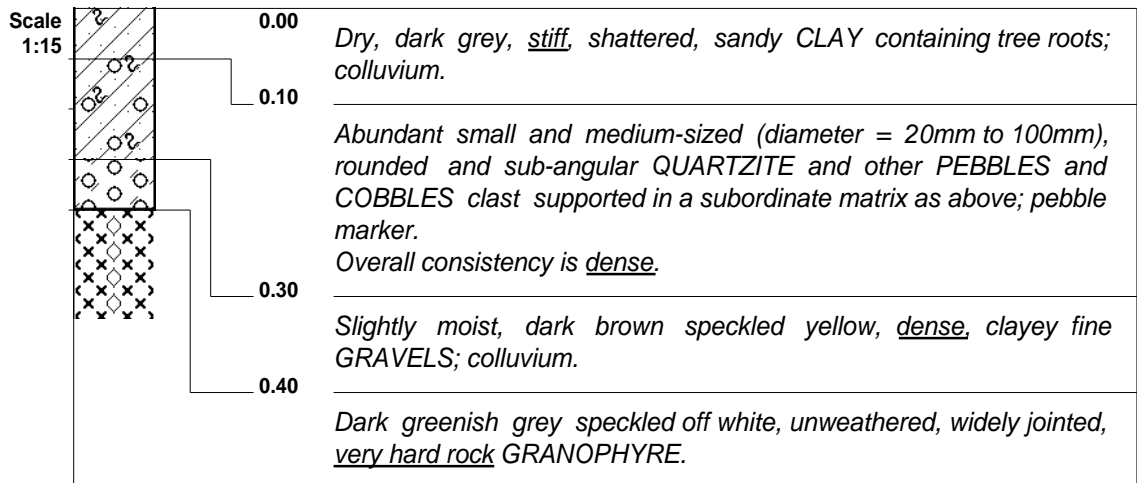 Scale
1:15
0.00
Dry, dark grey, stiff, shattered, sandy CLAY containing tree roots;
colluvium.
0.10
Abundant small and medium-sized (diameter = 20mm to 100mm),
rounded and sub-angular QUARTZITE and other PEBBLES and
COBBLES clast supported in a subordinate matrix as above; pebble
marker.
Overall consistency is dense.
0.30
Slightly moist, dark brown speckled yellow, dense, clayey fine
GRAVELS; colluvium.
0.40
Dark greenish grey speckled off white, unweathered, widely jointed,
very hard rock GRANOPHYRE.